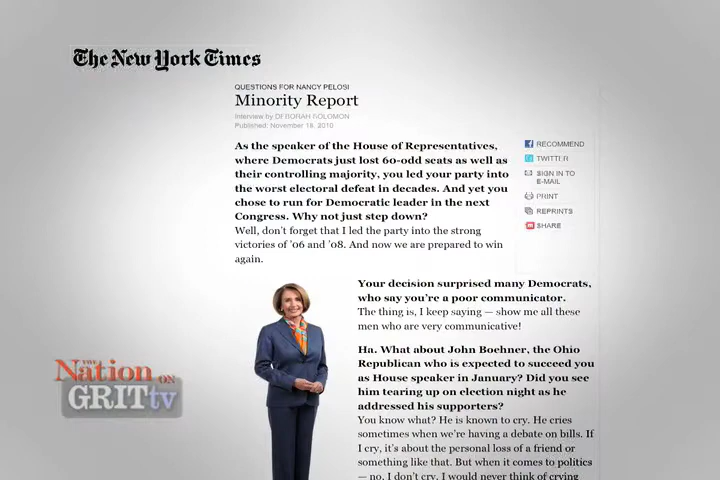 The New York Times
QUESTIONS FOR NANCY PELOSI
Minority Report
Interview by DEBORAH SOLOMON
Published: November 18, 2010
As the speaker of the House of Representatives,
where Democrats just lost 60-odd seats as well as
their controlling majority, you led your party into
the worst electoral defeat in decades. And yet you
chose to run for Democratic leader in the next
Congress. Why not just step down?
Well, don't forget that I led the party into the strong
victories of '06 and '08. And now we are prepared to win
again.
RECOMMEND
TWITTER
SIGN IN TO
E-MAIL
PRINT
REPRINTS
SHARE
Your decision surprised many Democrats,
who say you're a poor communicator.
The thing is, I keep saying — show me all these
men who are very communicative!
Ha. What about John Boehner, the Ohio
Republican who is expected to succeed you
as House speaker in January? Did you see
him tearing up on election night as he
addressed his supporters?
You know what? He is known to cry. He cries
sometimes when we're having a debate on bills. If
I cry, it's about the personal loss of a friend or
something like that. But when it comes to politics
— no, I don't cry. I would never think of crying
THE
Nation ON
GRITtv